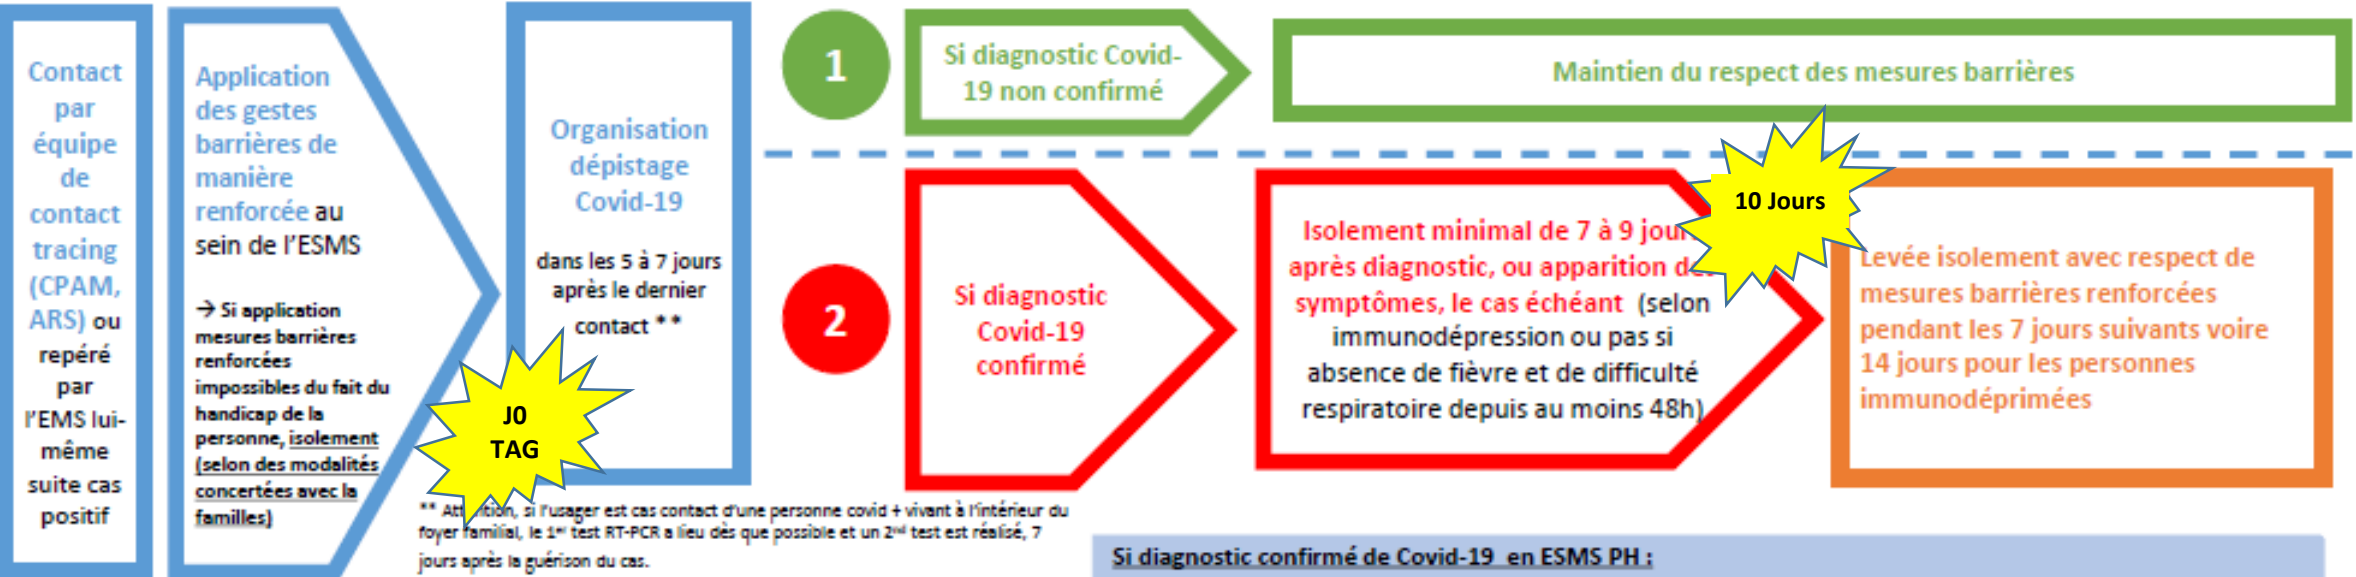 Contact
par
équipe
de
contact
tracing
(CPAM,
ARS) ou
repéré
par
l'EMS lui-
même
suite cas
positif
Application
des gestes
barrières de
manière
renforcée au
sein de l'ESMS
→ Si application
mesures barrières
renforcées
impossibles du fait du
handicap de la
personne, isolement
(selon des modalités
concertées avec la
familles)
J0
TAG
Organisation
dépistage
Covid-19
dans les 5 à 7 jours
après le dernier
contact **
** Attention, si l'usager est cas contact d'une personne covid + vivant à l'intérieur du
foyer familial, le 1er test RT-PCR a lieu dès que possible et un 2nd test est réalisé, 7
jours après la guérison du cas.
1
Si diagnostic Covid-
19 non confirmé
Maintien du respect des mesures barrières
2
Si diagnostic
Covid-19
confirmé
Isolement minimal de 7 à 9 jour
après diagnostic, ou apparition de
symptômes, le cas échéant (selon
immunodépression ou pas si
absence de fièvre et de difficulté
respiratoire depuis au moins 48h)
10 Jours
Levée isolement avec respect de
mesures barrières renforcées
pendant les 7 jours suivants voire
14 jours pour les personnes
immunodéprimées
Si diagnostic confirmé de Covid-19 en ESMS PH :